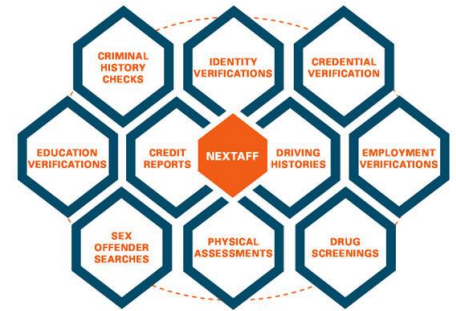 CRIMINAL
HISTORY
CHECKS
IDENTITY
VERIFICATIONS
CREDENTIAL
VERIFICATION
EDUCATION
VERIFICATIONS
CREDIT
REPORTS
NEXTAFF
DRIVING
HISTORIES
EMPLOYMENT
VERIFICATIONS
SEX
OFFENDER
SEARCHES
PHYSICAL
ASSESSMENTS
DRUG
SCREENINGS